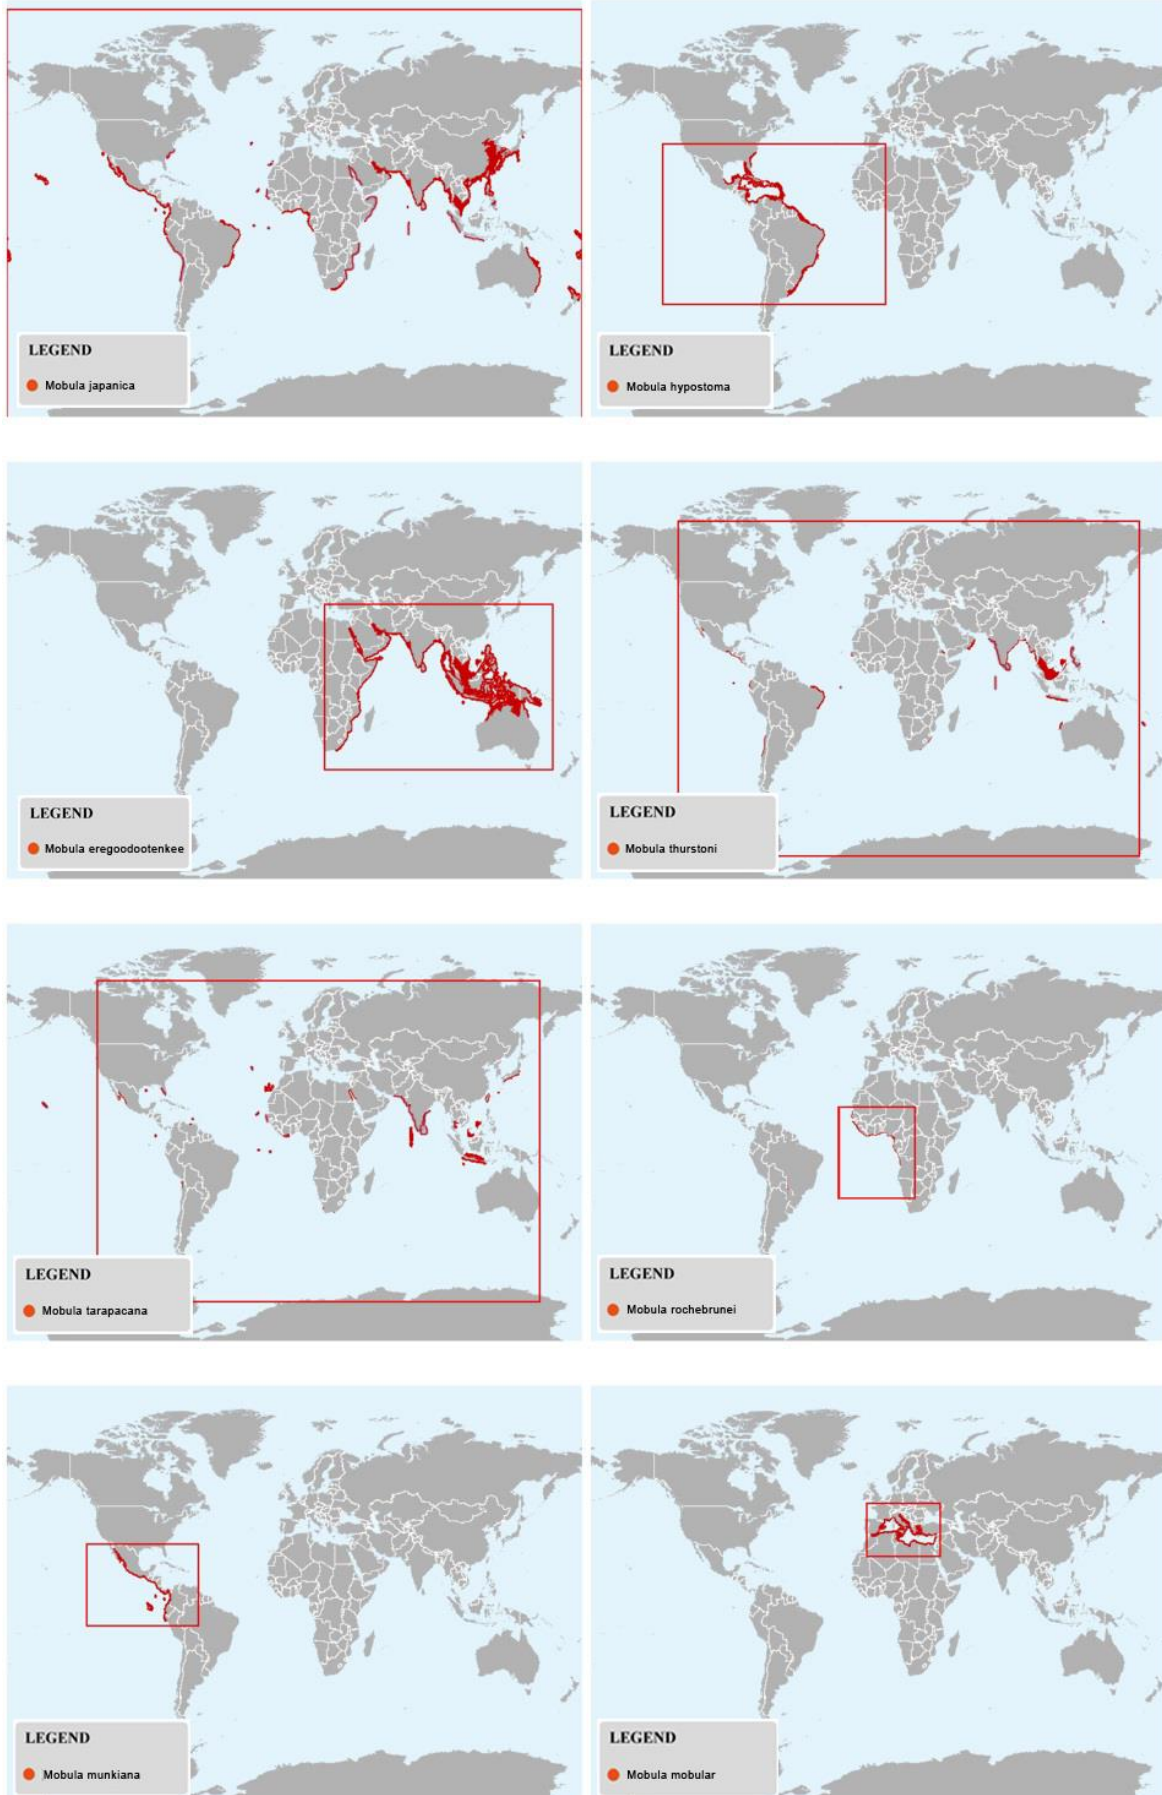 LEGEND
Mobula japanica
LEGEND
Mobula hypostoma
LEGEND
Mobula eregoodootenkee
LEGEND
Mobula thurstoni
LEGEND
Mobula tarapacana
LEGEND
Mobula rochebrunei
LEGEND
Mobula munkiana
LEGEND
Mobula mobular